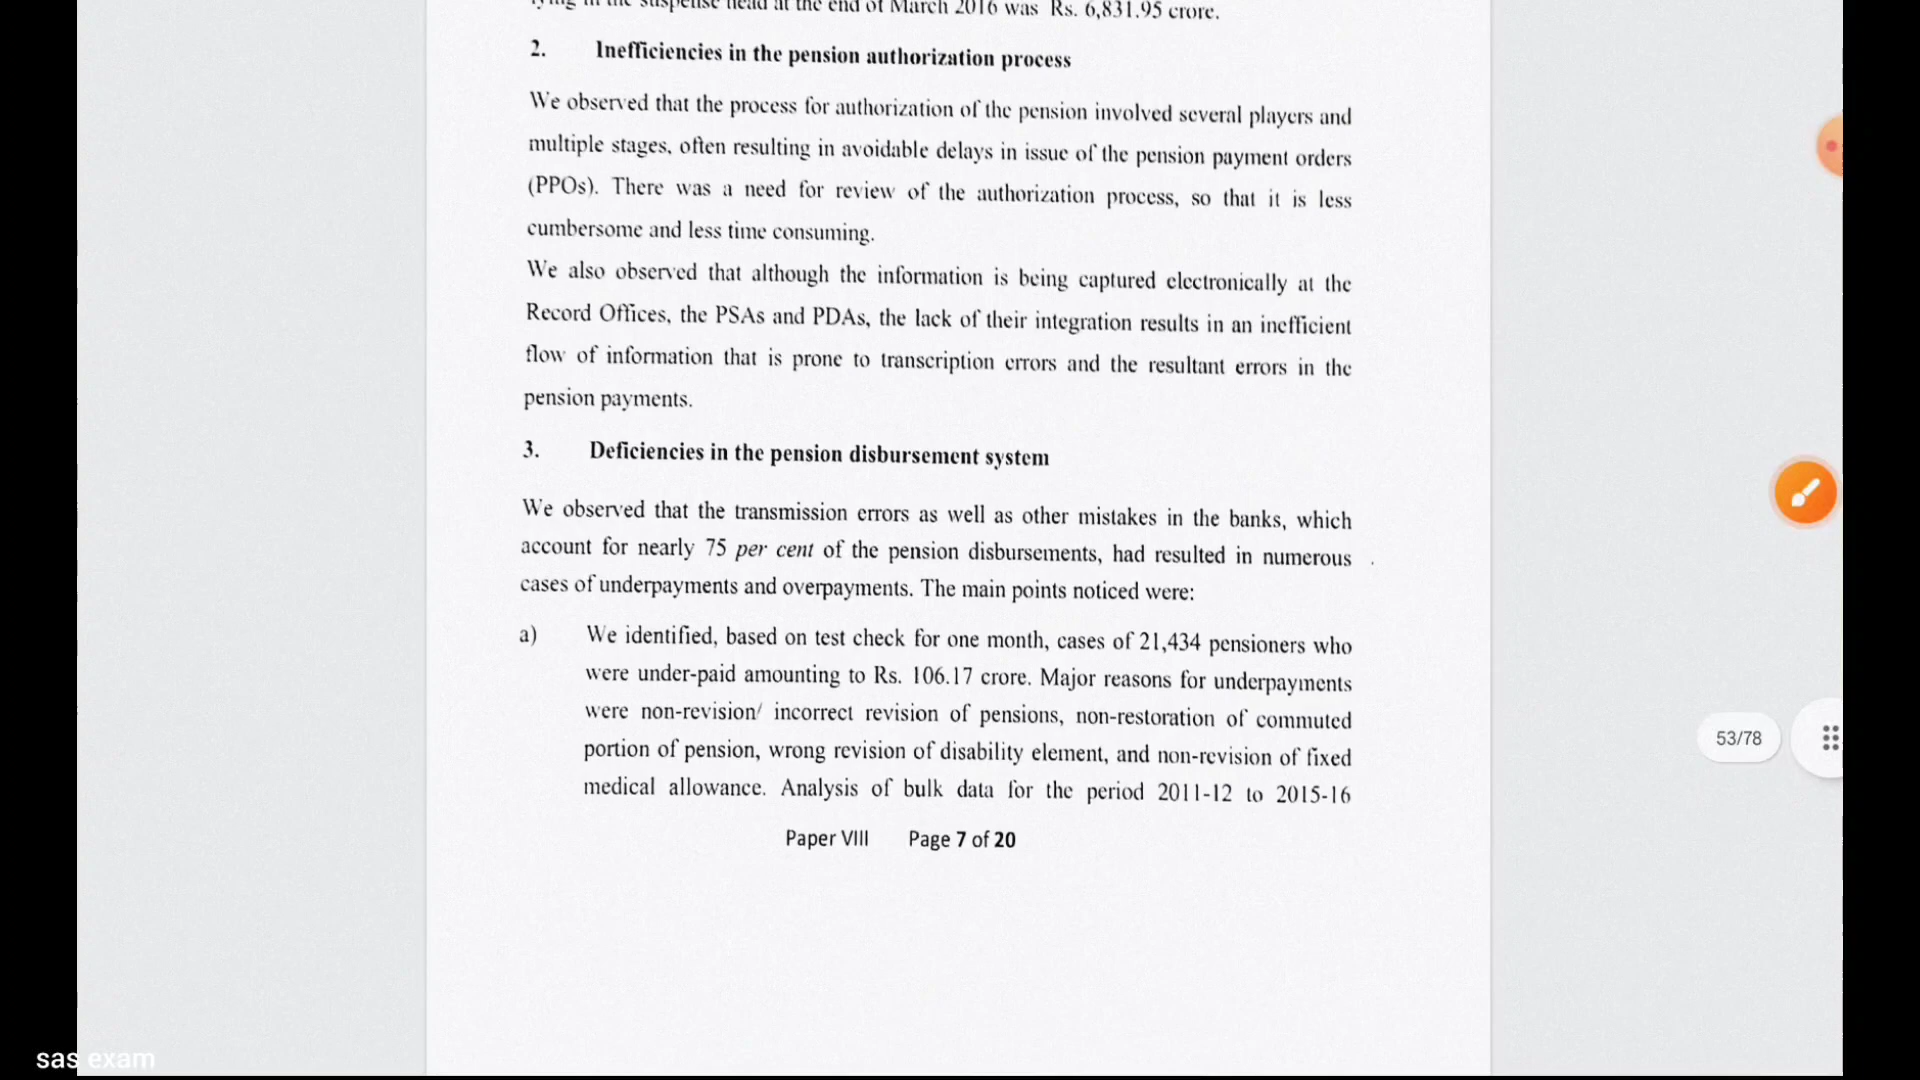 lying in the suspense head at the end of March 2016 was Rs. 6,831.95 crore.
2. Inefficiencies in the pension authorization process
We observed that the process for authorization of the pension involved several players and
multiple stages, often resulting in avoidable delays in issue of the pension payment orders
(PPOs). There was a need for review of the authorization process, so that it is less
cumbersome and less time consuming.
We also observed that although the information is being captured electronically at the
Record Offices, the PSAs and PDAs, the lack of their integration results in an inefficient
flow of information that is prone to transcription errors and the resultant errors in the
pension payments.
3. Deficiencies in the pension disbursement system
We observed that the transmission errors as well as other mistakes in the banks, which
account for nearly 75 per cent of the pension disbursements, had resulted in numerous
cases of underpayments and overpayments. The main points noticed were:
a) We identified, based on test check for one month, cases of 21,434 pensioners who
were under-paid amounting to Rs. 106.17 crore. Major reasons for underpayments
were non-revision/ incorrect revision of pensions, non-restoration of commuted
portion of pension, wrong revision of disability element, and non-revision of fixed
medical allowance. Analysis of bulk data for the period 2011-12 to 2015-16
Paper VIII Page 7 of 20
53/78
sas exam